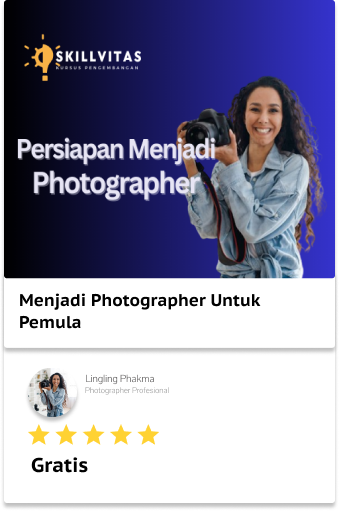 SKILLVITAS
KURSUS PENGEMBANGAN
Persiapan Menjadi
Photographer
Menjadi Photographer Untuk
Pemula
Lingling Phakma
Photographer Profesional
Gratis